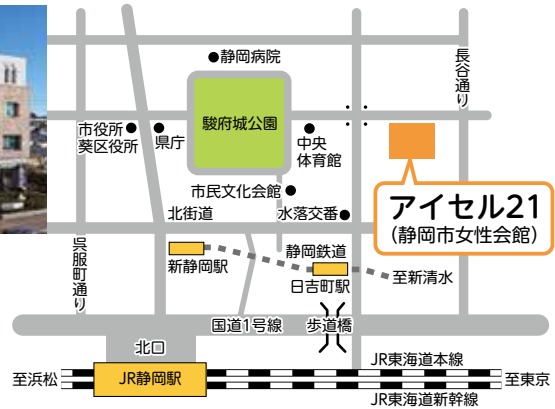 静岡病院
長谷通り
駿府城公園
市役所
葵区役所
県庁
中央
体育館
アイセル21
(静岡市女性会館)
市民文化会館
北街道
水落交番
呉服町通り
新静岡駅
静岡鉄道
日吉町駅
至新清水
国道1号線
歩道橋
北口
JR東海道本線
至浜松
JR静岡駅
至東京
JR東海道新幹線